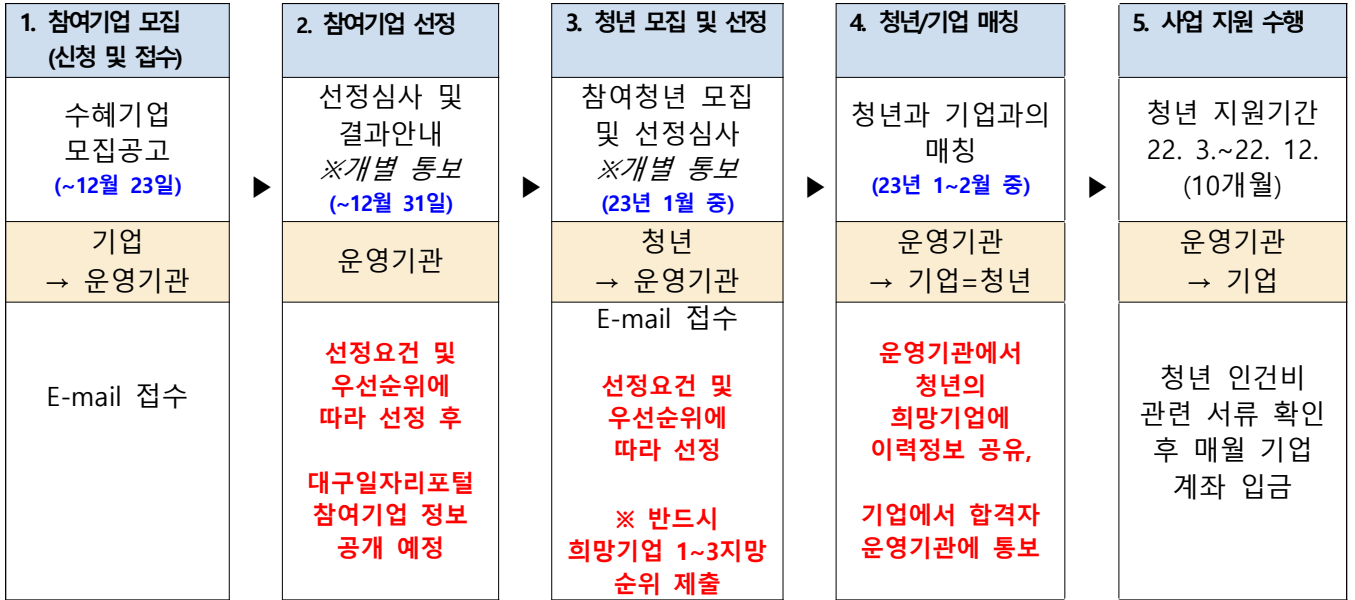 1. 참여기업 모집
(신청 및 접수)
수혜기업
모집공고
(~12월 23일)
기업
→ 운영기관
E-mail 접수
▶
2. 참여기업 선정
선정심사 및
결과안내
※개별 통보
(~12월 31일)
운영기관
선정요건 및
우선순위에
따라 선정 후
대구일자리포털
참여기업 정보
공개 예정
▶
3. 청년 모집 및 선정
참여청년 모집
및 선정심사
※개별 통보
(23년 1월 중)
청년
→ 운영기관
E-mail 접수
선정요건 및
우선순위에
따라 선정
※ 반드시
희망기업 1~3지망
순위 제출
▶
4. 청년/기업 매칭
청년과 기업과의
매칭
(23년 1~2월 중)
운영기관
→ 기업=청년
운영기관에서
청년의
희망기업에
이력정보 공유,
기업에서 합격자
운영기관에 통보
▶
5. 사업 지원 수행
청년 지원기간
22. 3.~22. 12.
(10개월)
운영기관
→ 기업
청년 인건비
관련 서류 확인
후 매월 기업
계좌 입금